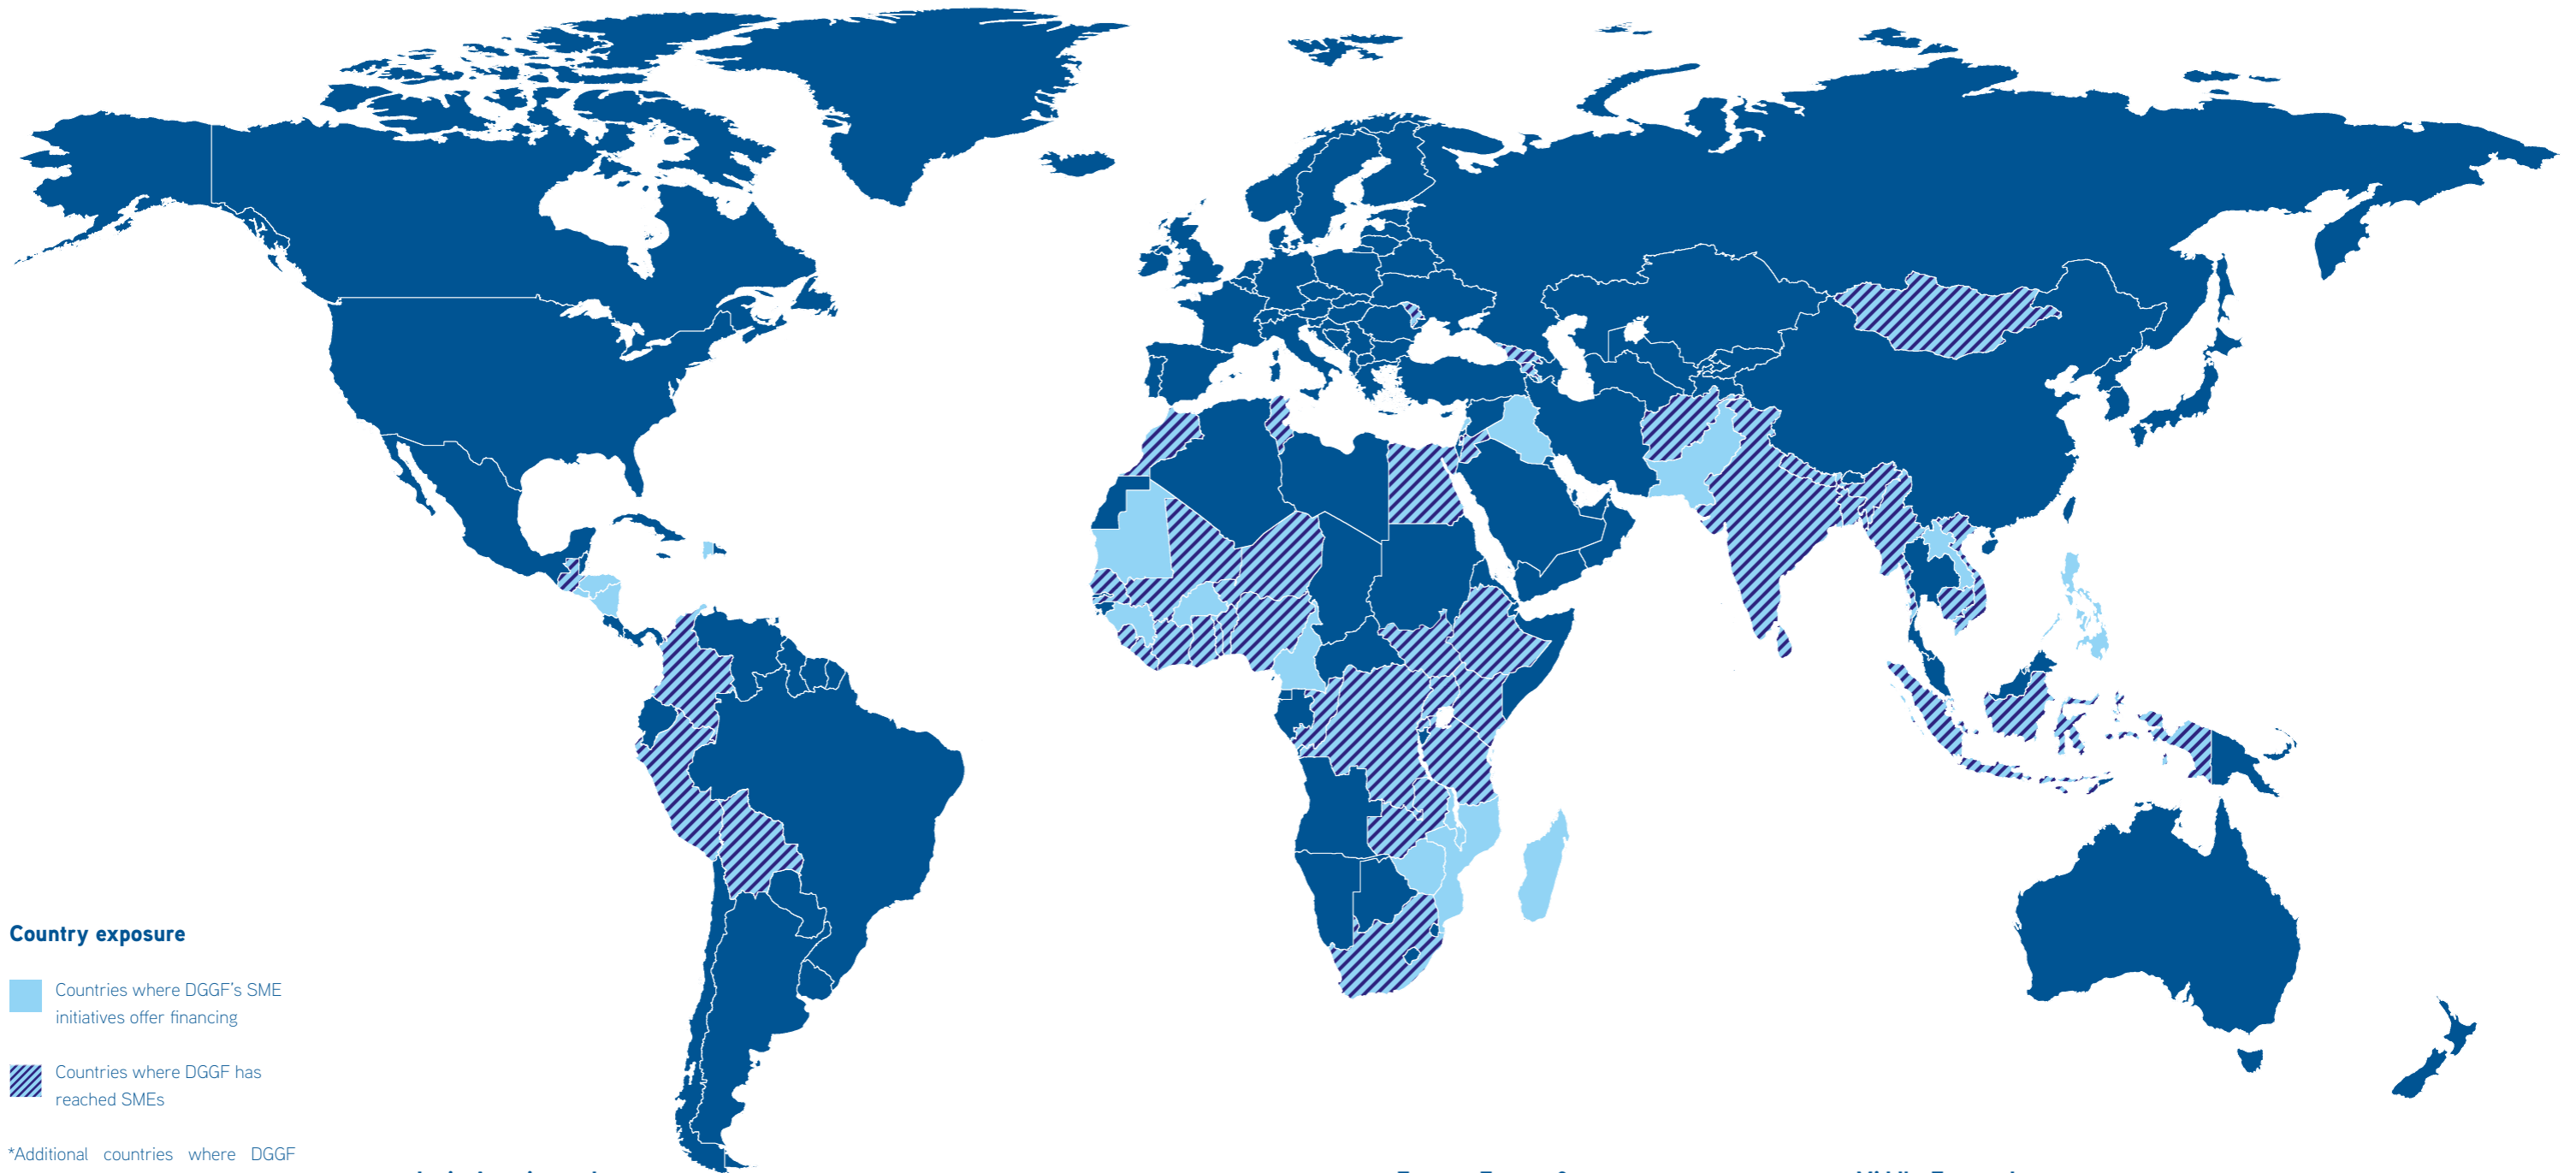 Country exposure
Countries where DGGF's SME
initiatives offer financing
Countries where DGGF has
reached SMEs
*Additional countries where DGGF